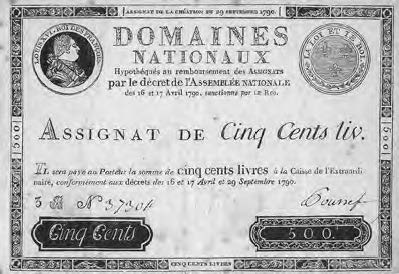 ASSIGNAT DE LA CRÉATION DU 29 SEPTEMBRE 1790.
LOUIS XVI. ROI DES FRANÇOIS.
LA LOI ET LE ROI.
DOMAINES
NATIONAUX
Hypothéqués au remboursement des ASSIGNATS
par le décret de l'ASSEMBLÉE NATIONALE
des 16 et 17 Avril 1790, sanctionné par LE ROI.
ASSIGNAT DE Cinq Cents liv.
IL sera payé au Porteur la somme de cinq cents livres à la Caisse de l'Extraordi
naire, conformément aux décrets des 16 et 17 Avril et 29 Septembre 1790.
3 N.° 37304
Cinq Cents
500.
CINQ CENTS LIVRES
500
500